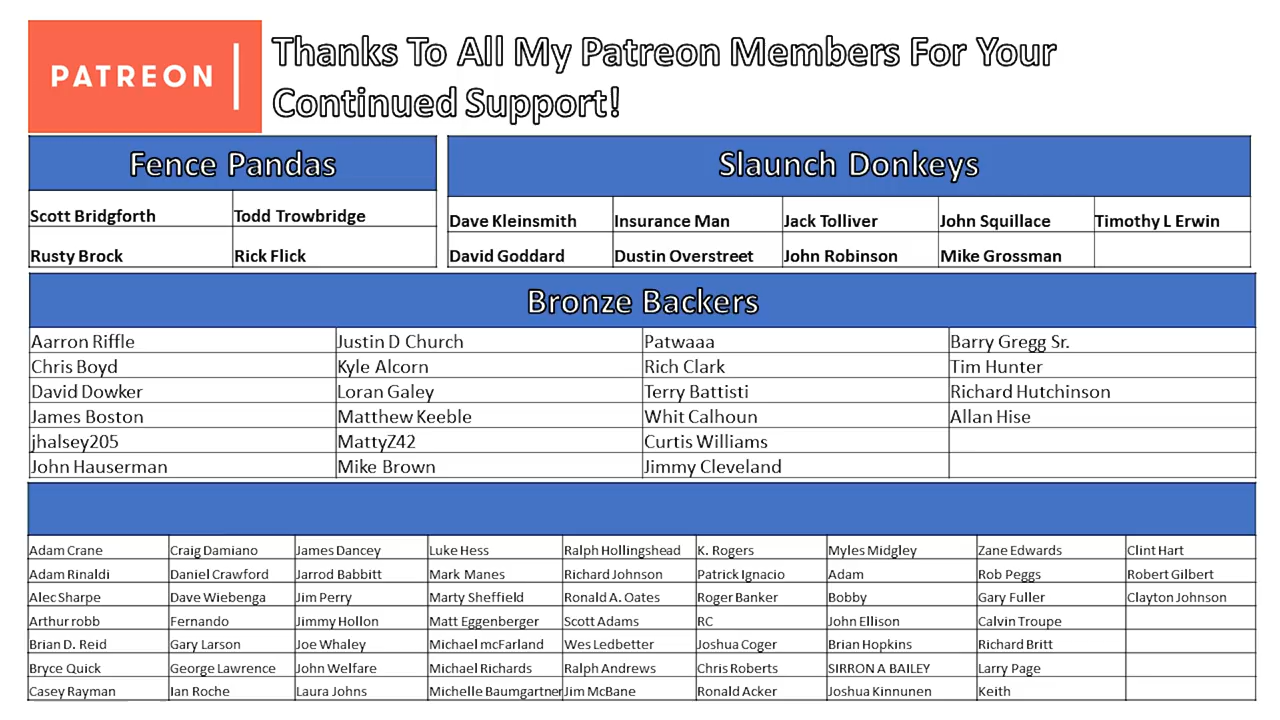 PATREON
Thanks To All My Patreon Members For Your
Continued Support!
Fence Pandas
Scott Bridgforth Todd Trowbridge
Rusty Brock Rick Flick
Slaunch Donkeys
Dave Kleinsmith Insurance Man Jack Tolliver John Squillace Timothy L Erwin
David Goddard Dustin Overstreet John Robinson Mike Grossman
Bronze Backers
Aarron Riffle Justin D Church Patwaaa Barry Gregg Sr.
Chris Boyd Kyle Alcorn Rich Clark Tim Hunter
David Dowker Loran Galey Terry Battisti Richard Hutchinson
James Boston Matthew Keeble Whit Calhoun Allan Hise
jhalsey205 MattyZ42 Curtis Williams
John Hauserman Mike Brown Jimmy Cleveland
Adam Crane Craig Damiano James Dancey Luke Hess Ralph Hollingshead K. Rogers Myles Midgley Zane Edwards Clint Hart
Adam Rinaldi Daniel Crawford Jarrod Babbitt Mark Manes Richard Johnson Patrick Ignacio Adam Rob Peggs Robert Gilbert
Alec Sharpe Dave Wiebenga Jim Perry Marty Sheffield Ronald A. Oates Roger Banker Bobby Gary Fuller Clayton Johnson
Arthur robb Fernando Jimmy Hollon Matt Eggenberger Scott Adams RC John Ellison Calvin Troupe
Brian D. Reid Gary Larson Joe Whaley Michael mcFarland Wes Ledbetter Joshua Coger Brian Hopkins Richard Britt
Bryce Quick George Lawrence John Welfare Michael Richards Ralph Andrews Chris Roberts SIRRON A BAILEY Larry Page
Casey Rayman Ian Roche Laura Johns Michelle Baumgartner Jim McBane Ronald Acker Joshua Kinnunen Keith